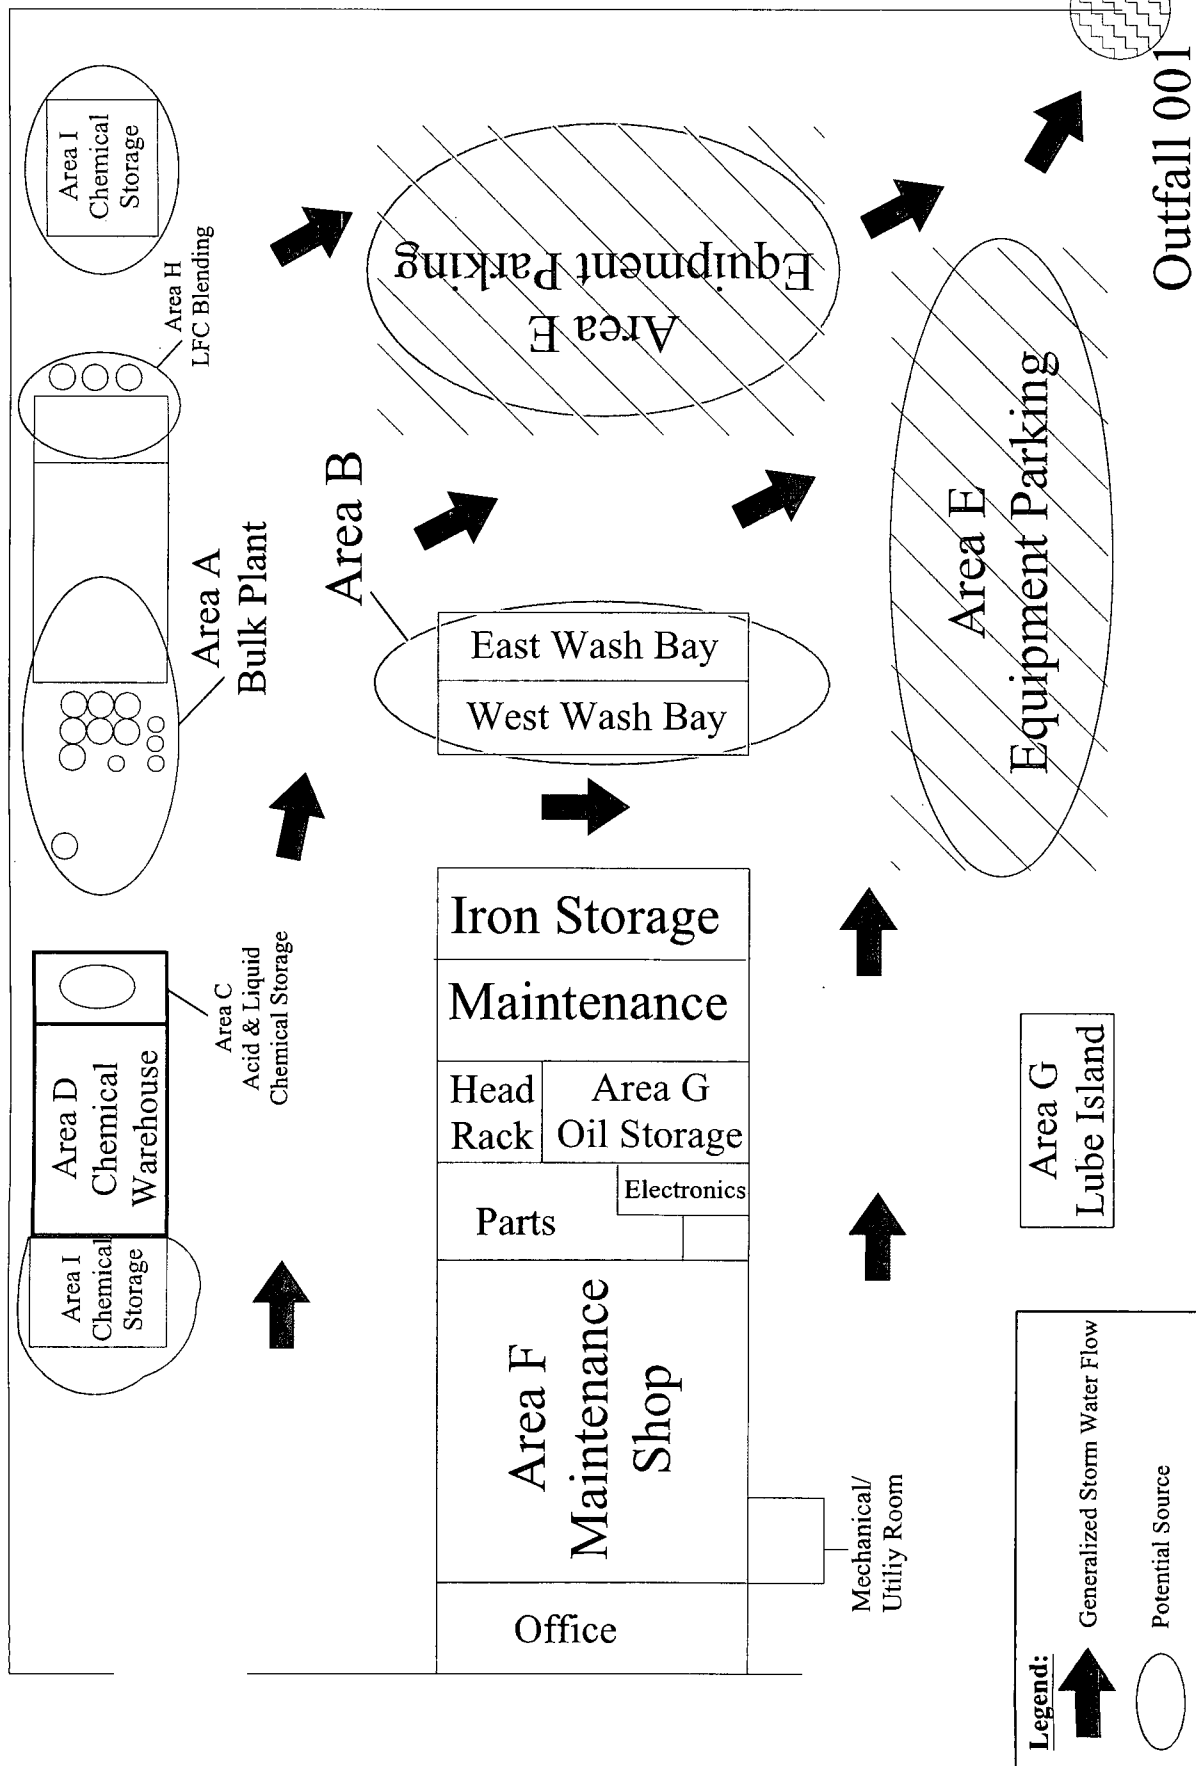 Area I
Chemical
Storage
Area D
Chemical
Warehouse
Area C
Acid & Liquid
Chemical Storage
Area A
Bulk Plant
Area H
LFC Blending
Area I
Chemical
Storage
Office
Area F
Maintenance
Shop
Parts
Electronics
Head
Rack
Area G
Oil Storage
Maintenance
Iron Storage
West Wash Bay
East Wash Bay
Area B
Area E
Equipment Parking
Mechanical/
Utiliy Room
Area G
Lube Island
Area E
Equipment Parking
Outfall 001
Legend:
Generalized Storm Water Flow
Potential Source